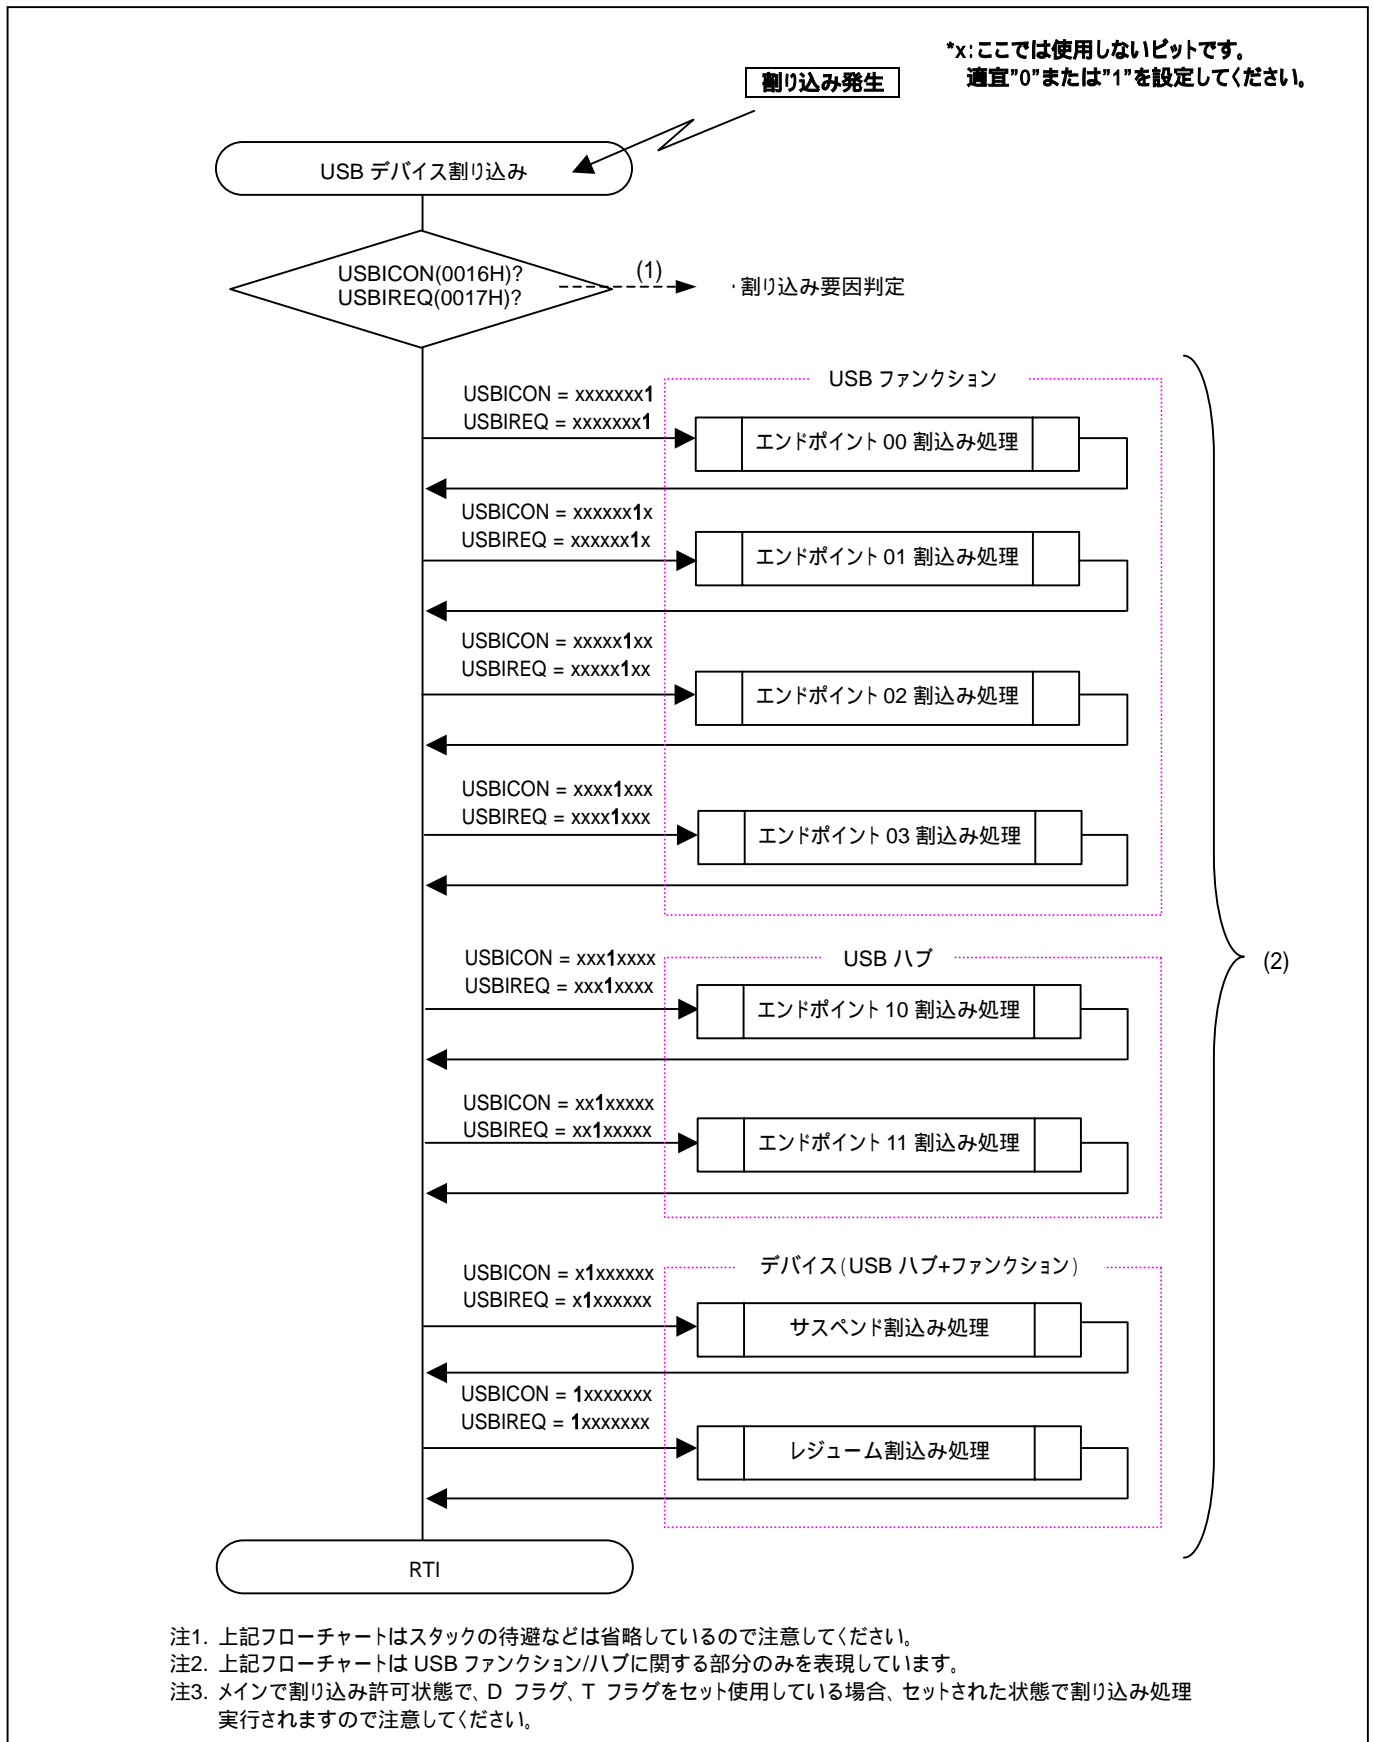 *x:ここでは使用しないビットです。
適宜"0"または"1"を設定してください。
割り込み発生
USB デバイス割り込み
USBICON(0016H)?
USBIREQ(0017H)?
(1)
・割り込み要因判定
USB ファンクション
USBICON = xxxxxxx1
USBIREQ = xxxxxxx1
エンドポイント 00 割込み処理
USBICON = xxxxxx1x
USBIREQ = xxxxxx1x
エンドポイント 01 割込み処理
USBICON = xxxxx1xx
USBIREQ = xxxxx1xx
エンドポイント 02 割込み処理
USBICON = xxxx1xxx
USBIREQ = xxxx1xxx
エンドポイント 03 割込み処理
USB ハブ
USBICON = xxx1xxxx
USBIREQ = xxx1xxxx
エンドポイント 10 割込み処理
(2)
USBICON = xx1xxxxx
USBIREQ = xx1xxxxx
エンドポイント 11 割込み処理
デバイス(USB ハブ+ファンクション)
USBICON = x1xxxxxx
USBIREQ = x1xxxxxx
サスペンド割込み処理
USBICON = 1xxxxxxx
USBIREQ = 1xxxxxxx
レジューム割込み処理
RTI
注1. 上記フローチャートはスタックの待避などは省略しているので注意してください。
注2. 上記フローチャートは USB ファンクション/ハブに関する部分のみを表現しています。
注3. メインで割り込み許可状態で、D フラグ、T フラグをセット使用している場合、セットされた状態で割り込み処理
実行されますので注意してください。